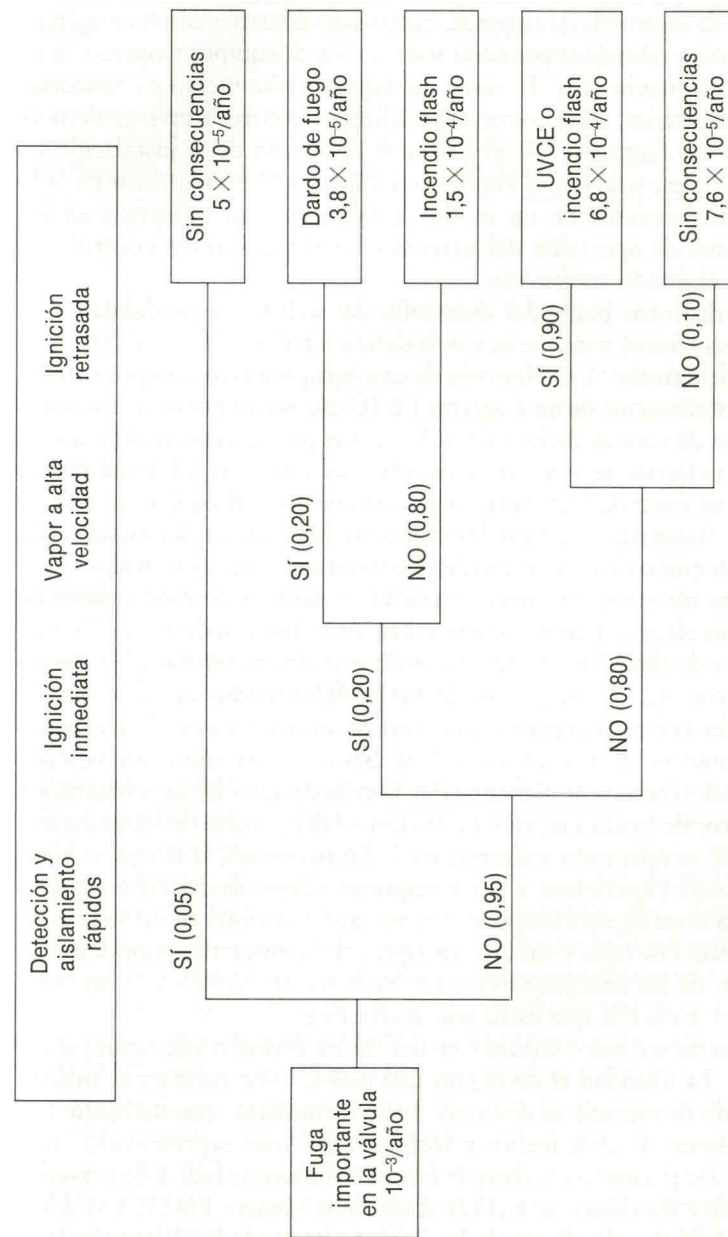 Detección y
aislamiento
rápidos
Ignición
inmediata
Vapor a alta
velocidad
Ignición
retrasada
Fuga
importante
en la válvula
10⁻³/año
SÍ (0,05)
NO (0,95)
SÍ (0,20)
NO (0,80)
SÍ (0,20)
NO (0,80)
SÍ (0,90)
NO (0,10)
Sin consecuencias
5 × 10⁻⁵/año
Dardo de fuego
3,8 × 10⁻⁵/año
Incendio flash
1,5 × 10⁻⁴/año
UVCE o
Incendio flash
6,8 × 10⁻⁴/año
Sin consecuencias
7,6 × 10⁻⁵/año